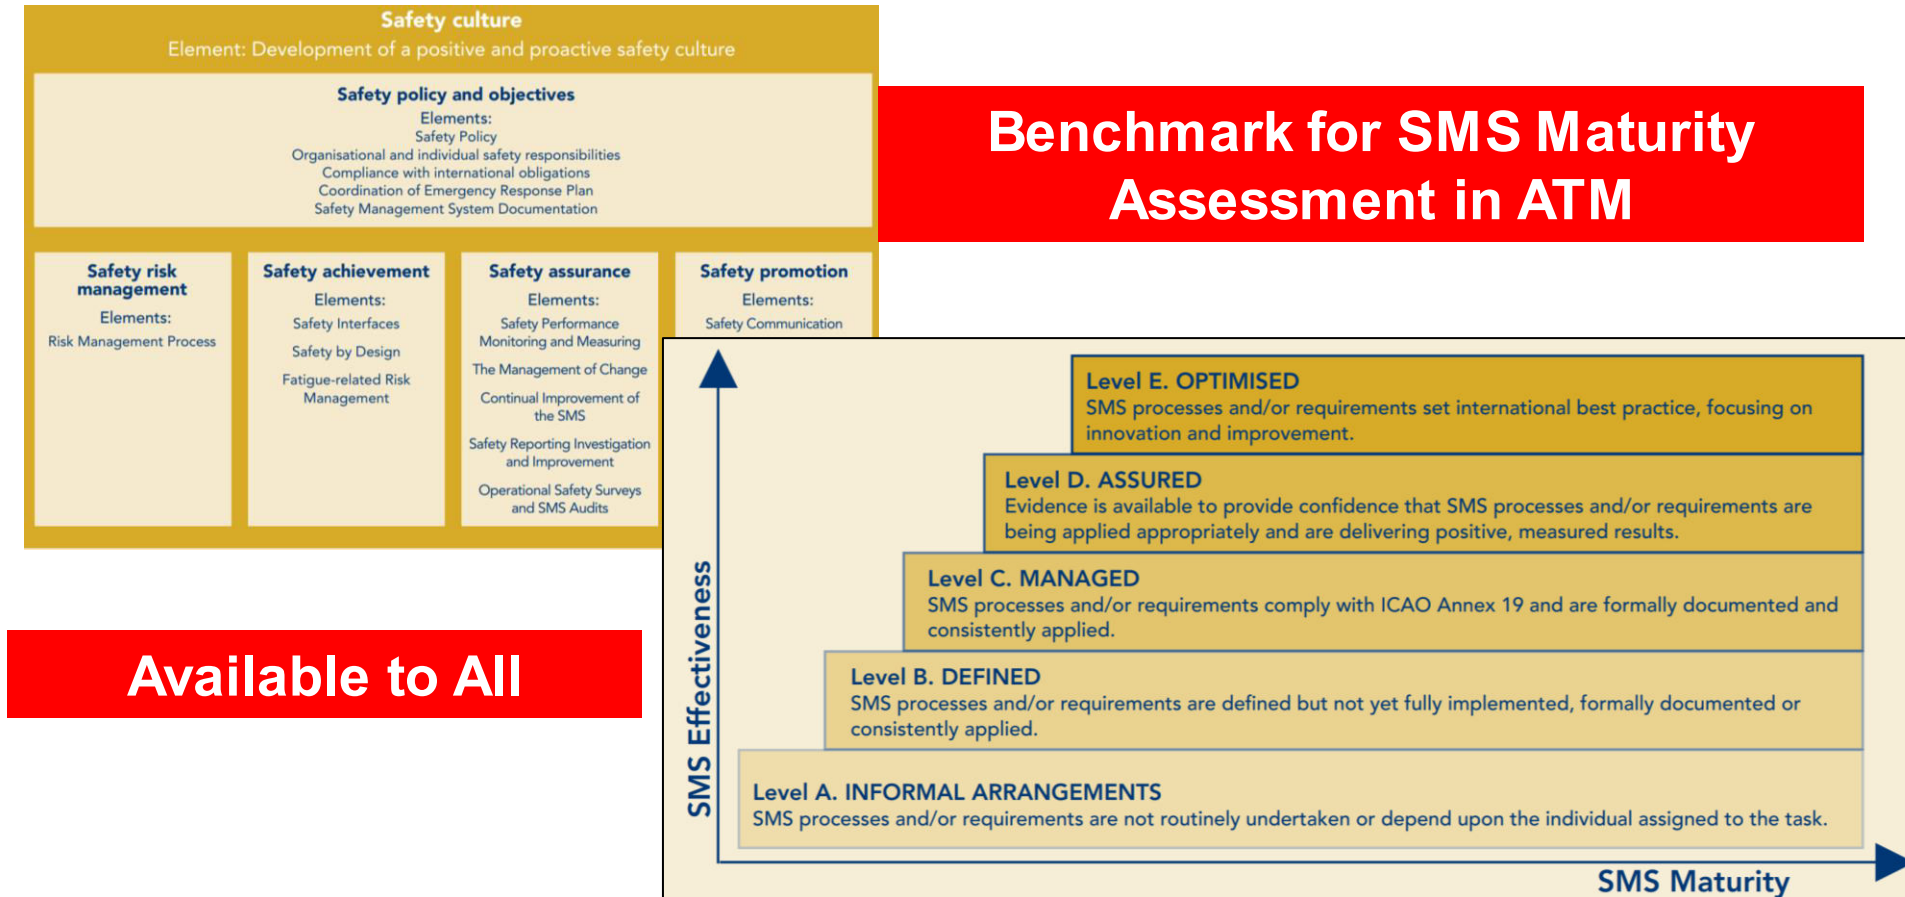 Safety culture
Element: Development of a positive and proactive safety culture
Safety policy and objectives
Elements:
Safety Policy
Organisational and individual safety responsibilities
Compliance with international obligations
Coordination of Emergency Response Plan
Safety Management System Documentation
Safety risk
management
Elements:
Risk Management Process
Safety achievement
Elements:
Safety Interfaces
Safety by Design
Fatigue-related Risk
Management
Safety assurance
Elements:
Safety Performance
Monitoring and Measuring
The Management of Change
Continual Improvement of
the SMS
Safety Reporting Investigation
and Improvement
Operational Safety Surveys
and SMS Audits
Safety promotion
Elements:
Safety Communication
Benchmark for SMS Maturity
Assessment in ATM
Available to All
SMS Effectiveness
Level E. OPTIMISED
SMS processes and/or requirements set international best practice, focusing on
innovation and improvement.
Level D. ASSURED
Evidence is available to provide confidence that SMS processes and/or requirements are
being applied appropriately and are delivering positive, measured results.
Level C. MANAGED
SMS processes and/or requirements comply with ICAO Annex 19 and are formally documented and
consistently applied.
Level B. DEFINED
SMS processes and/or requirements are defined but not yet fully implemented, formally documented or
consistently applied.
Level A. INFORMAL ARRANGEMENTS
SMS processes and/or requirements are not routinely undertaken or depend upon the individual assigned to the task.
SMS Maturity